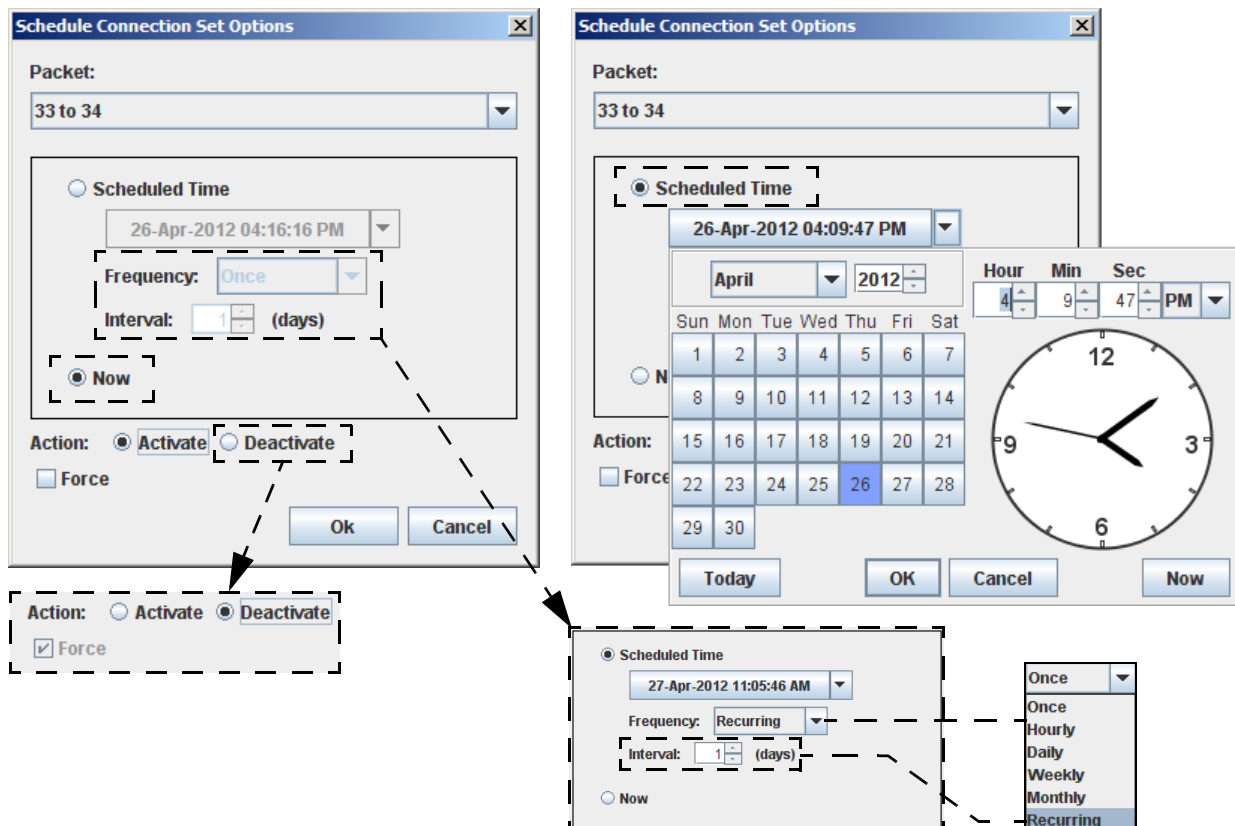 Schedule Connection Set Options
Packet:
33 to 34
Scheduled Time
26-Apr-2012 04:16:16 PM
Frequency: Once
Interval: 1 (days)
Now
Action: Activate Deactivate
Force
Ok Cancel
Action: Activate Deactivate
Force
Schedule Connection Set Options
Packet:
33 to 34
Scheduled Time
26-Apr-2012 04:09:47 PM
April 2012
Hour Min Sec
4 9 47 PM
Sun Mon Tue Wed Thu Fri Sat
1 2 3 4 5 6 7
8 9 10 11 12 13 14
15 16 17 18 19 20 21
22 23 24 25 26 27 28
29 30
12
9 3
6
N
Action:
Force
Today OK Cancel Now
Scheduled Time
27-Apr-2012 11:05:46 AM
Frequency: Recurring
Interval: 1 (days)
Now
Once
Once
Hourly
Daily
Weekly
Monthly
Recurring